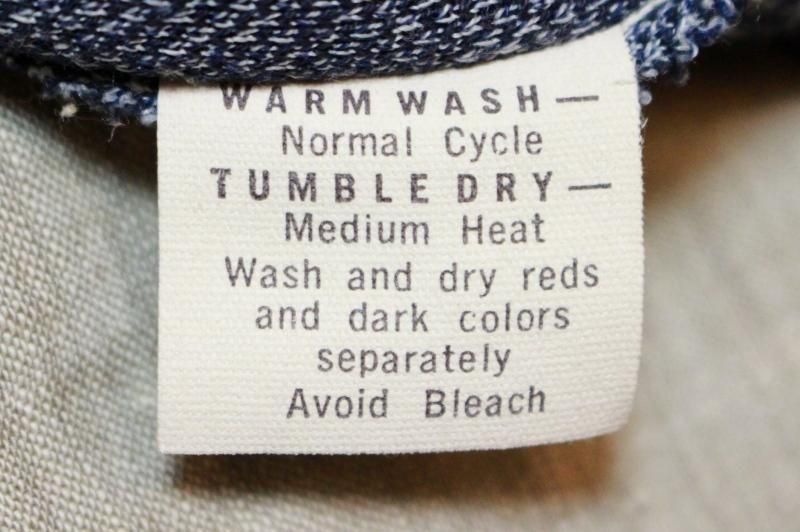 WARM WASH—
Normal Cycle
TUMBLE DRY—
Medium Heat
Wash and dry reds
and dark colors
separately
Avoid Bleach